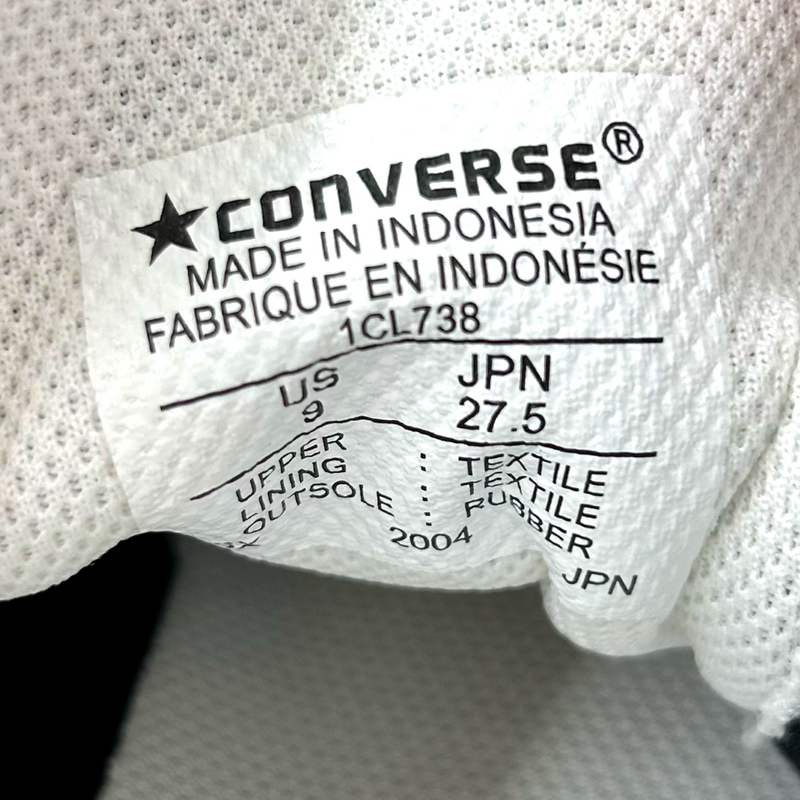 ★CONVERSE®
MADE IN INDONESIA
FABRIQUE EN INDONÉSIE
1CL738
US JPN
9 27.5
UPPER : TEXTILE
LINING : TEXTILE
OUTSOLE : RUBBER
2004
JPN